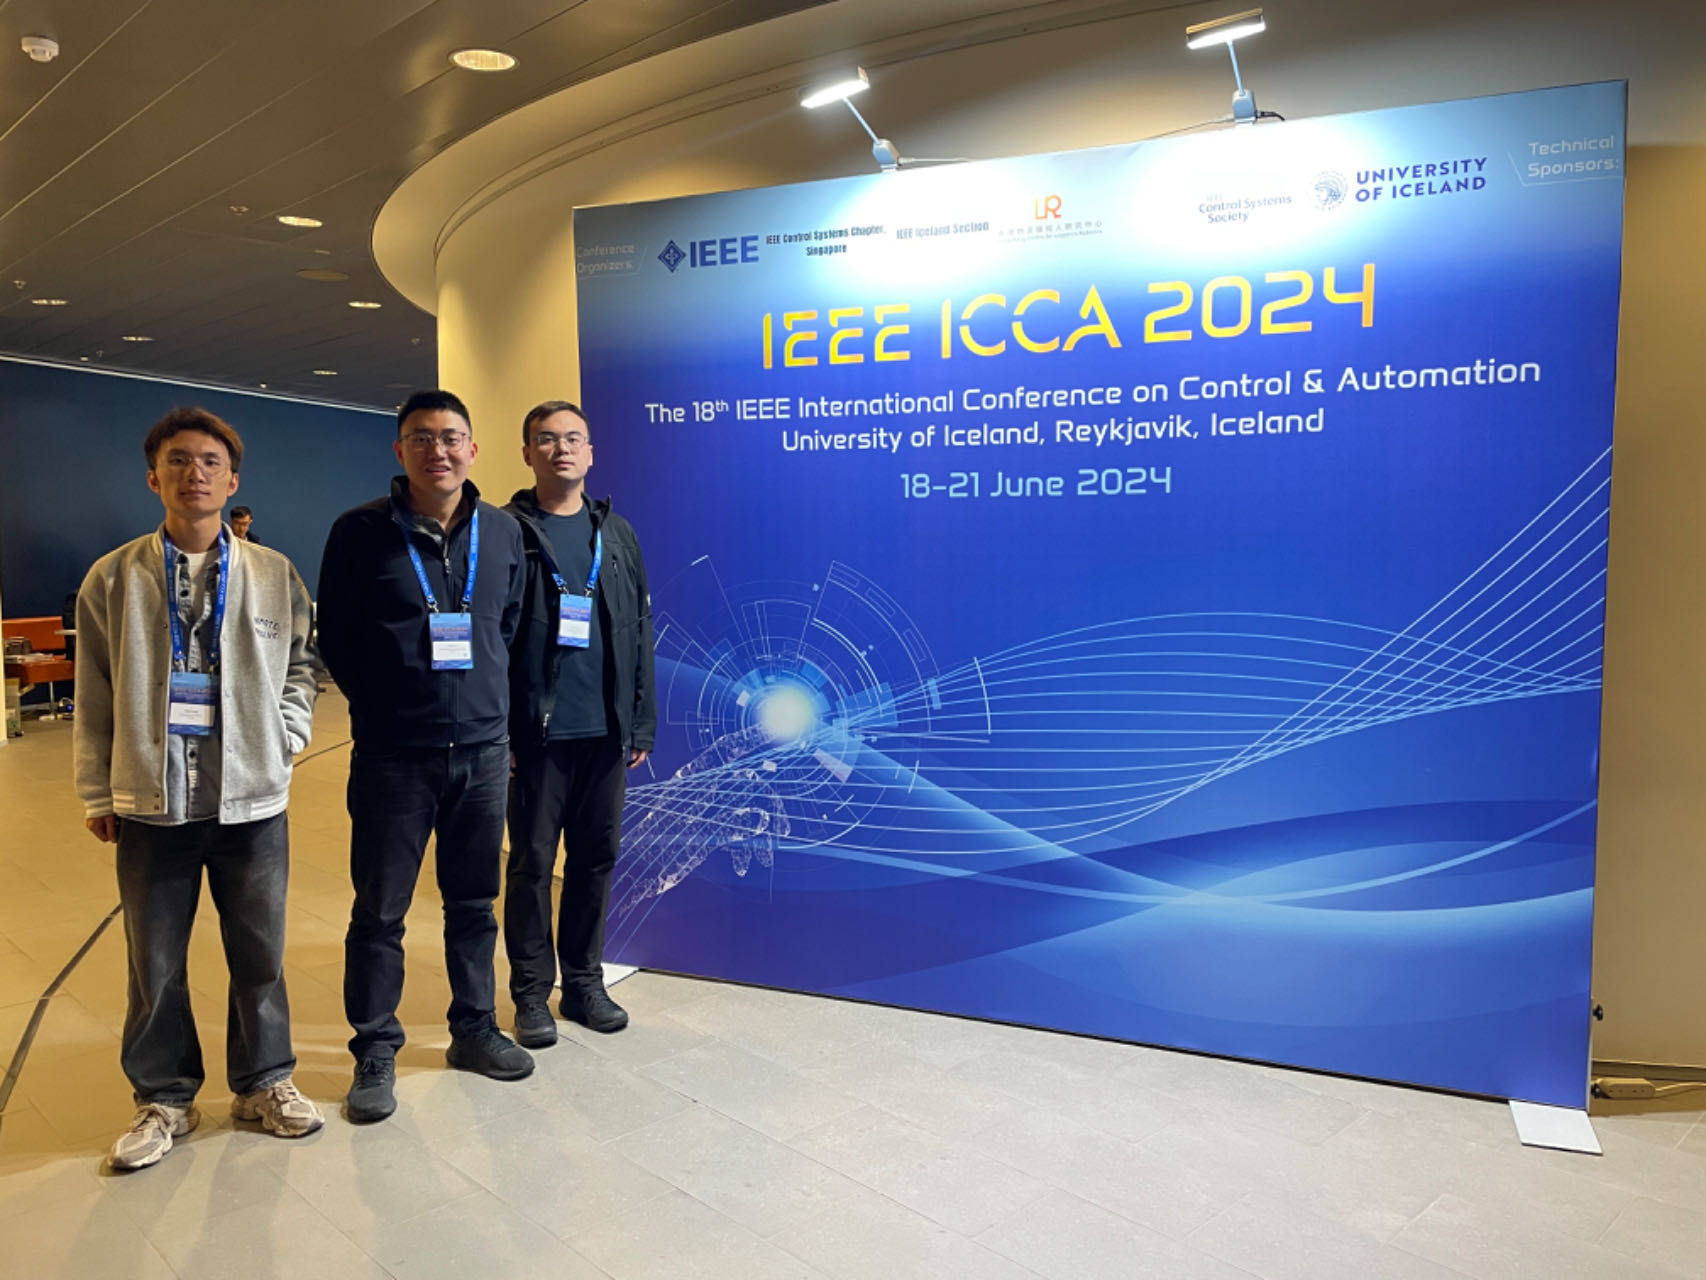 Conference
Organizers:
IEEE
IEEE Control Systems Chapter,
Singapore
IEEE Iceland Section
LR
IEEE
Control Systems
Society
UNIVERSITY
OF ICELAND
Technical
Sponsors:
IEEE ICCA 2024
The 18th IEEE International Conference on Control & Automation
University of Iceland, Reykjavik, Iceland
18-21 June 2024